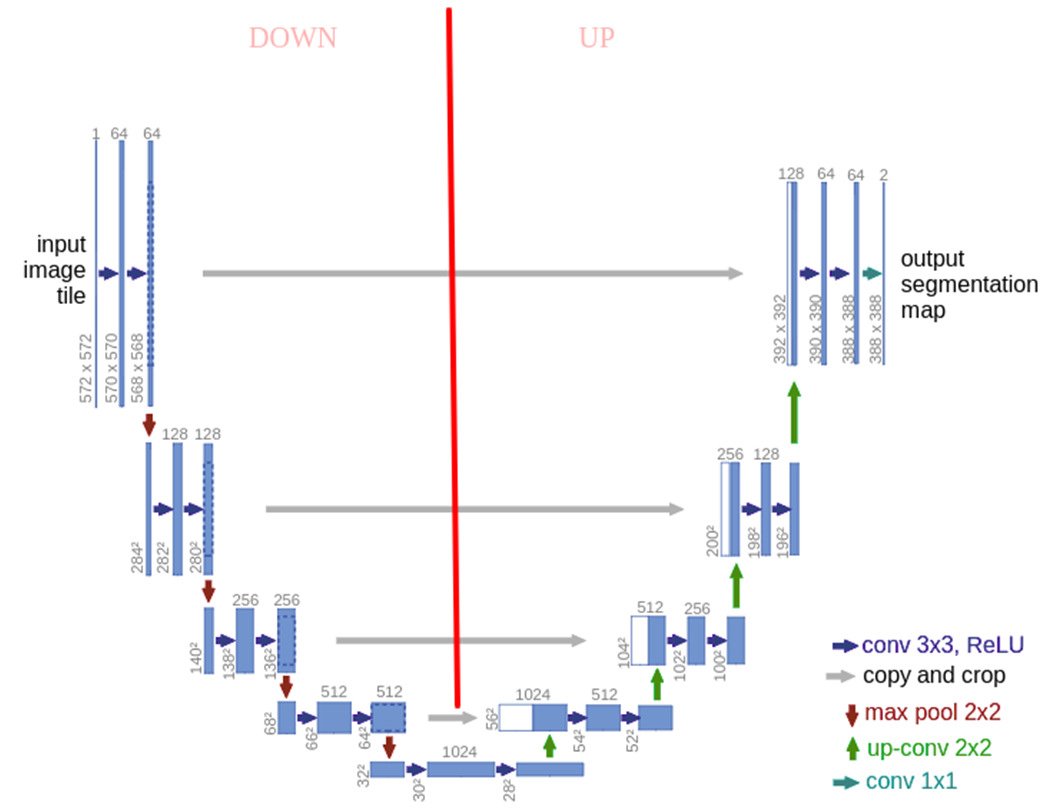 DOWN
UP
1 64 64
128 64 64 2
input
image
tile
output
segmentation
map
572 x 572
570 x 570
568 x 568
392 x 392
390 x 390
388 x 388
388 x 388
128 128
256 128
284²
282²
280²
200²
198²
196²
256 256
512 256
140²
138²
136²
104²
102²
100²
conv 3x3, ReLU
copy and crop
max pool 2x2
up-conv 2x2
conv 1x1
512 512
1024 512
68²
66²
64²
56²
54²
52²
1024
32²
30²
28²